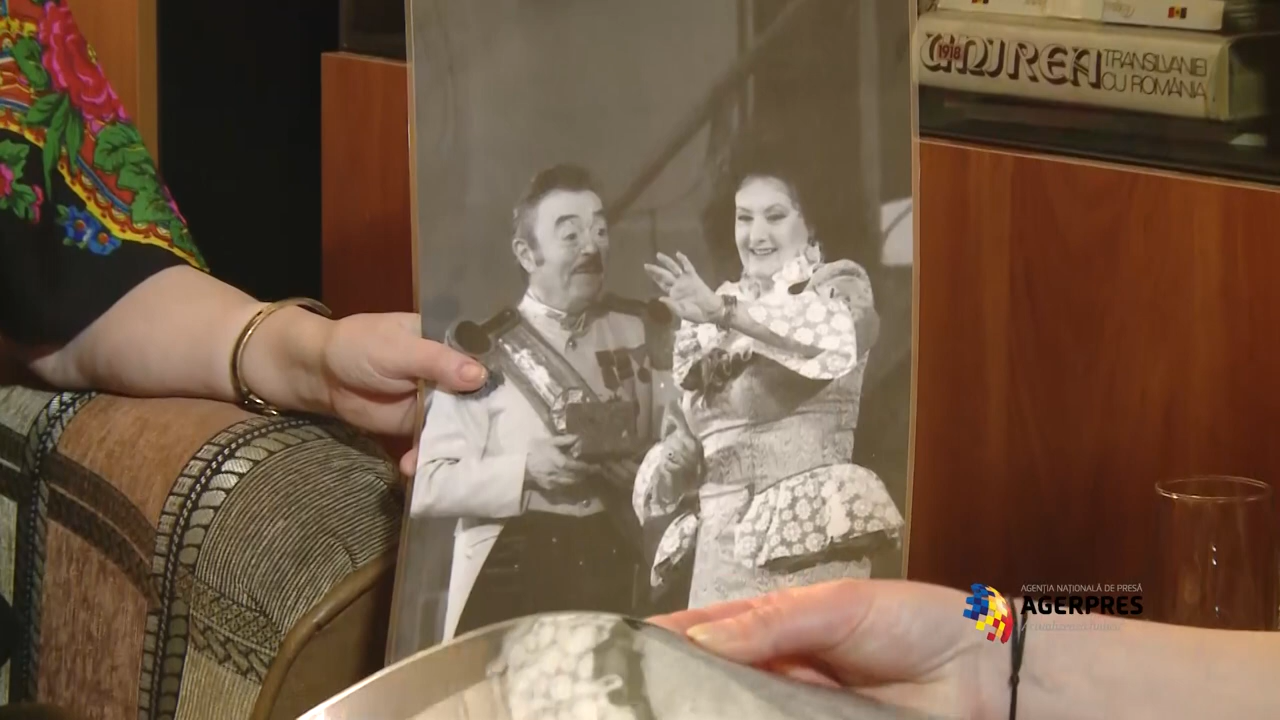 1918
UNIREA
TRANSILVANIEI
CU ROMÂNIA
AGENȚIA NAȚIONALĂ DE PRESĂ
AGERPRES